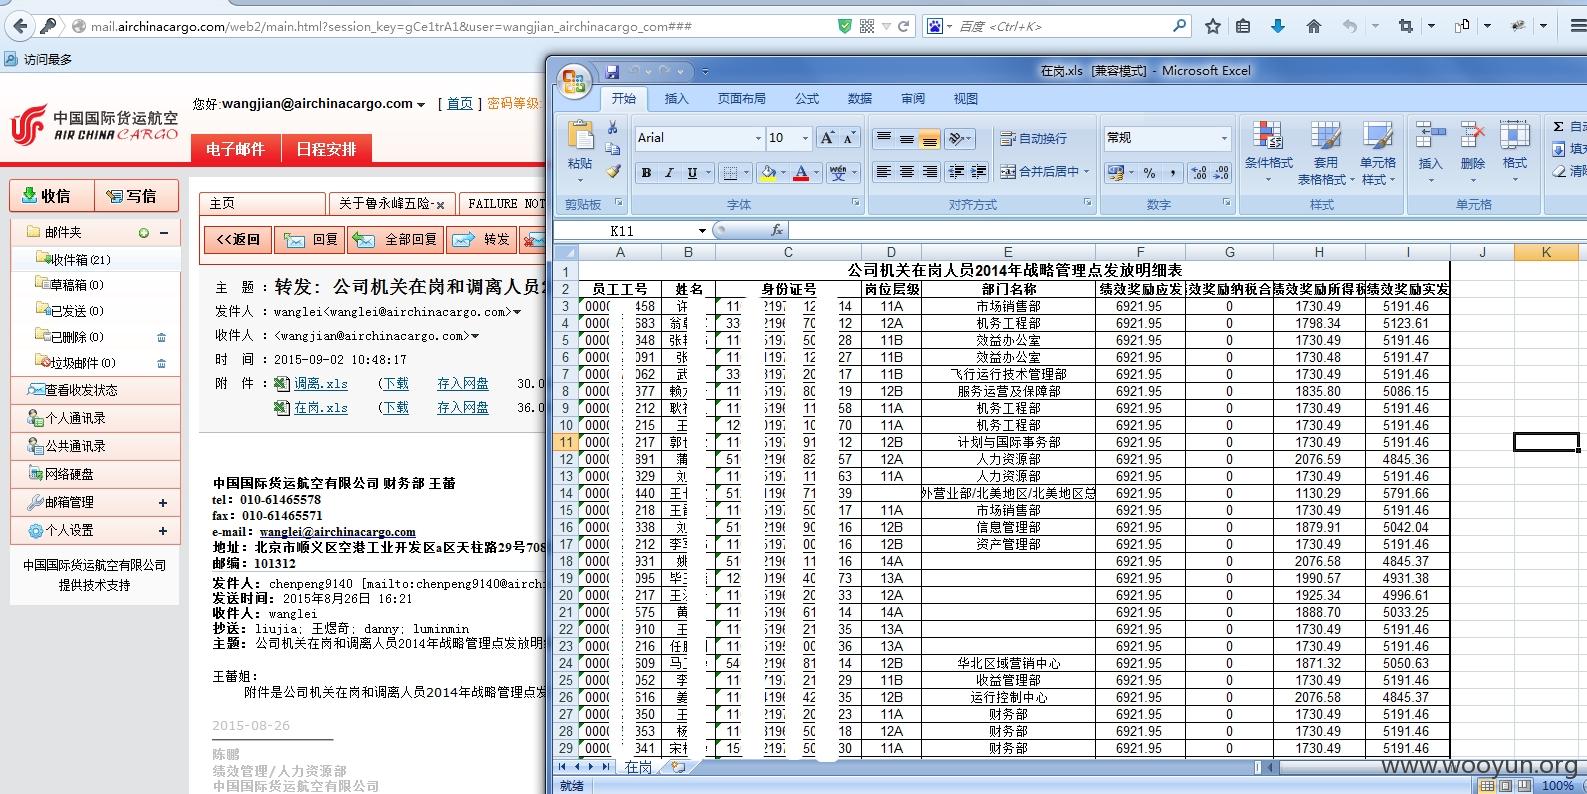 mail.airchinacargo.com/web2/main.html?session_key=gCe1trA1&user=wangjian_airchinacargo_com###
百度 <Ctrl+K>
访问最多
中国国际货运航空
AIR CHINA CARGO
您好:wangjian@airchinacargo.com [ 首页 ] 密码等级:
电子邮件 日程安排
收信 写信
邮件夹
收件箱(21)
草稿箱(0)
已发送(0)
已删除(0)
垃圾邮件(0)
查看收发状态
个人通讯录
公共通讯录
网络硬盘
邮箱管理 +
个人设置 +
中国国际货运航空有限公司
提供技术支持
主页 关于鲁永峰五险-x FAILURE NOT
<<返回 回复 全部回复 转发
主 题 : 转发: 公司机关在岗和调离人员2
发件人 : wanglei<wanglei@airchinacargo.com>
收件人 : <wangjian@airchinacargo.com>
时 间 : 2015-09-02 10:48:17
附 件 : 调离.xls (下载 存入网盘 30.0
在岗.xls (下载 存入网盘 36.0
中国国际货运航空有限公司 财务部 王蕾
tel: 010-61465578
fax: 010-61465571
e-mail: wanglei@airchinacargo.com
地址: 北京市顺义区空港工业开发区a区天柱路29号708
邮编: 101312
发件人: chenpeng9140 [mailto:chenpeng9140@airchi
发送时间: 2015年8月26日 16:21
收件人: wanglei
抄送: liujia; 王煜奇; danny; luminmin
主题: 公司机关在岗和调离人员2014年战略管理点发放明细
王蕾姐:
附件是公司机关在岗和调离人员2014年战略管理点发
2015-08-26
陈鹏
绩效管理/人力资源部
中国国际货运航空有限公司
在岗.xls [兼容模式] - Microsoft Excel
开始 插入 页面布局 公式 数据 审阅 视图
粘贴
剪贴板
Arial 10
B I U
字体
自动换行
合并后居中
对齐方式
常规
数字
条件格式 套用表格格式 单元格样式
样式
插入 删除 格式
单元格
Σ 自动
填充
清除
K11 fx
A B C D E F G H I J K
1 公司机关在岗人员2014年战略管理点发放明细表
2 员工工号 姓名 身份证号 岗位层级 部门名称 绩效奖励应发 效奖励纳税合 绩效奖励所得税 绩效奖励实发
3 0000 458 许 11 2197 12 14 11A 市场销售部 6921.95 0 1730.49 5191.46
4 0000 683 翁 33 2197 70 12 12A 机务工程部 6921.95 0 1798.34 5123.61
5 0000 348 张 11 5197 50 28 11B 效益办公室 6921.95 0 1730.49 5191.46
6 0000 091 张 11 1197 12 27 11B 效益办公室 6921.95 0 1730.48 5191.47
7 0000 062 武 33 3197 20 17 11B 飞行运行技术管理部 6921.95 0 1730.49 5191.46
8 0000 377 赖 11 5197 80 19 12B 服务运营及保障部 6921.95 0 1835.80 5086.15
9 0000 212 耿 11 5196 11 58 11A 机务工程部 6921.95 0 1730.49 5191.46
10 0000 215 王 12 0197 10 70 11A 机务工程部 6921.95 0 1730.49 5191.46
11 0000 217 郭 11 5197 91 12 12B 计划与国际事务部 6921.95 0 1730.49 5191.46
12 0000 891 蒲 51 2196 82 57 12A 人力资源部 6921.95 0 2076.59 4845.36
13 0000 329 刘 11 5197 11 63 11A 人力资源部 6921.95 0 1730.49 5191.46
14 0000 440 王 51 4196 71 39 外营业部/北美地区/北美地区总 6921.95 0 1130.29 5791.66
15 0000 218 王 11 5197 50 17 11A 市场销售部 6921.95 0 1730.49 5191.46
16 0000 338 刘 51 2196 90 16 12B 信息管理部 6921.95 0 1879.91 5042.04
17 0000 212 李 11 5197 00 16 12B 资产管理部 6921.95 0 1730.49 5191.46
18 0000 931 姚 51 0196 11 16 14A 6921.95 0 2076.58 4845.37
19 0000 095 毕 12 0196 40 73 13A 6921.95 0 1990.57 4931.38
20 0000 217 王 11 5196 20 33 12A 6921.95 0 1925.34 4996.61
21 0000 575 黄 11 5196 61 14 14A 6921.95 0 1888.70 5033.25
22 0000 910 王 11 5196 21 35 13A 6921.95 0 1730.49 5191.46
23 0000 216 任 11 5195 00 36 13A 6921.95 0 1730.49 5191.46
24 0000 609 马 54 2196 81 14 12B 华北区域营销中心 6921.95 0 1871.32 5050.63
25 0000 052 李 11 7197 21 29 11B 收益管理部 6921.95 0 1730.49 5191.46
26 0000 616 姜 11 4196 42 35 12B 运行控制中心 6921.95 0 2076.58 4845.37
27 0000 350 王 11 2197 20 23 11A 财务部 6921.95 0 1730.49 5191.46
28 0000 353 杨 11 3196 50 18 12A 财务部 6921.95 0 1730.49 5191.46
29 0000 341 宋 15 2197 50 30 11A 财务部 6921.95 0 1730.49 5191.46
在岗
就绪 100%
www.wooyun.org